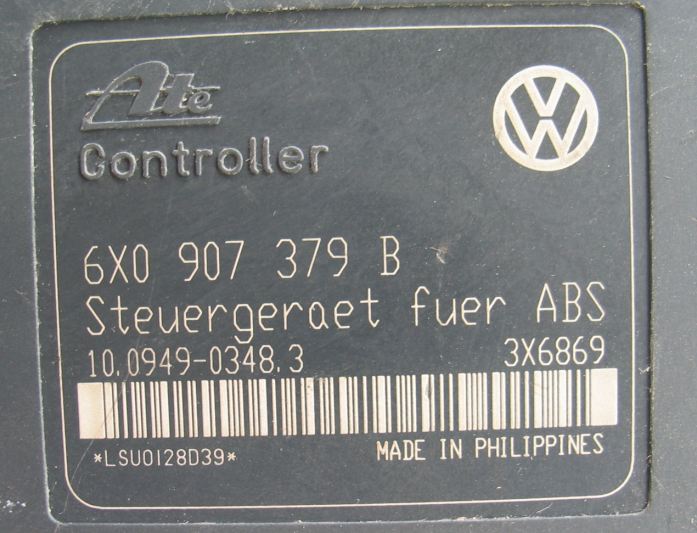 Ate
Controller
6X0 907 379 B
Steuergeraet fuer ABS
10.0949-0348.3 3X6869
*LSU0128D39* MADE IN PHILIPPINES